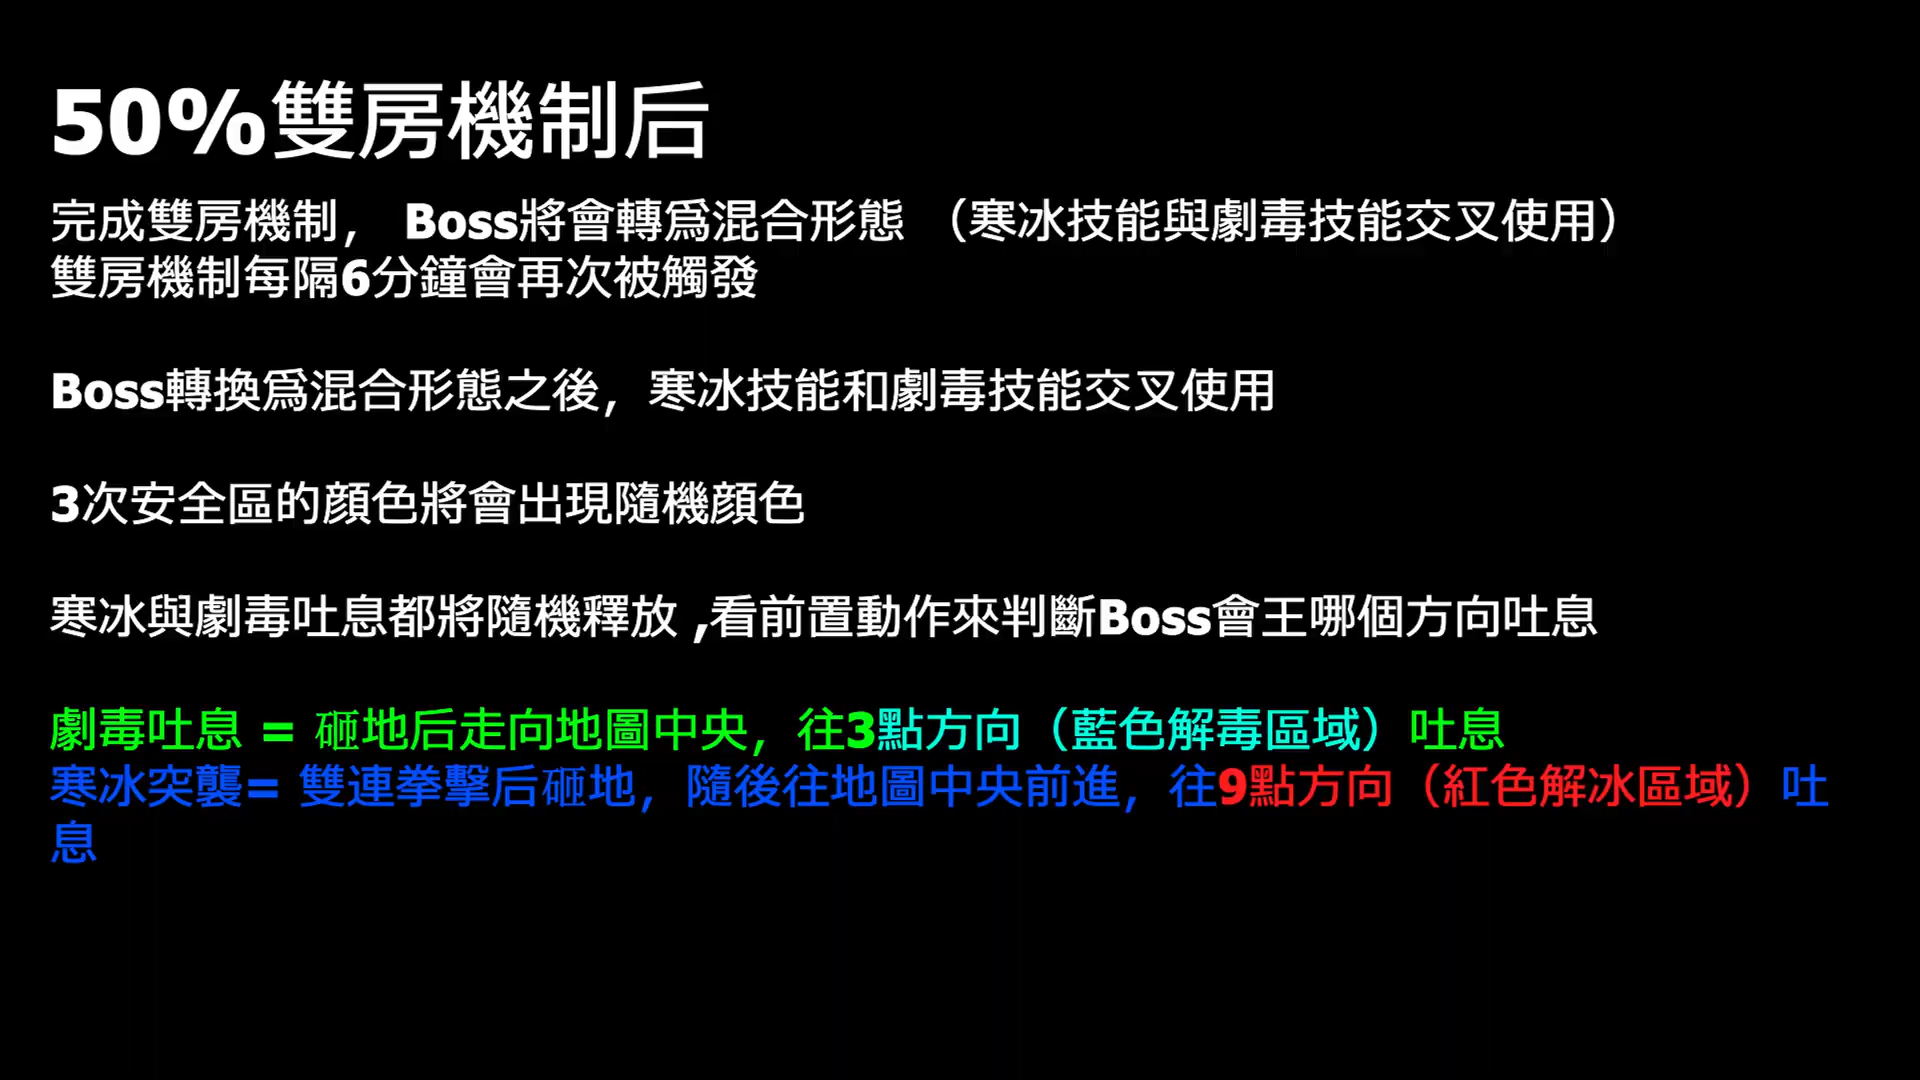 50%雙房機制后
完成雙房機制， Boss將會轉爲混合形態 （寒冰技能與劇毒技能交叉使用）
雙房機制每隔6分鐘會再次被觸發
Boss轉換爲混合形態之後，寒冰技能和劇毒技能交叉使用
3次安全區的顔色將會出現隨機顔色
寒冰與劇毒吐息都將隨機釋放 ,看前置動作來判斷Boss會王哪個方向吐息
劇毒吐息 = 砸地后走向地圖中央，往3點方向（藍色解毒區域）吐息
寒冰突襲= 雙連拳擊后砸地，隨後往地圖中央前進，往9點方向（紅色解冰區域）吐
息